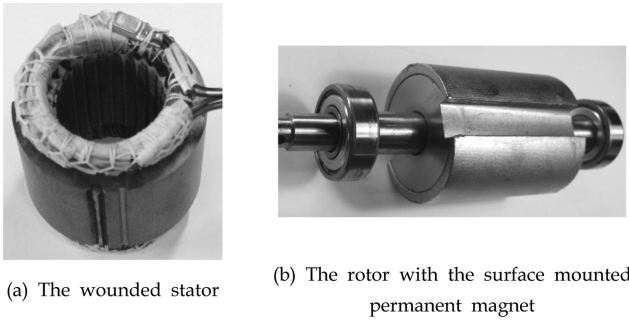 (a) The wounded stator
(b) The rotor with the surface mounted
permanent magnet